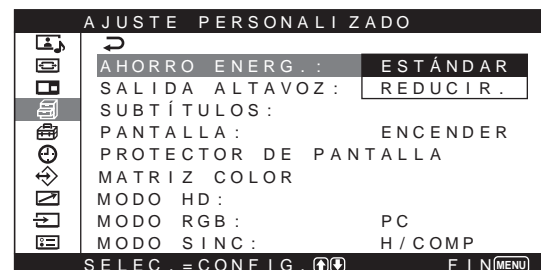 AJUSTE PERSONALIZADO
AHORRO ENERG.: ESTÁNDAR
SALIDA ALTAVOZ: REDUCIR.
SUBTÍTULOS:
PANTALLA: ENCENDER
PROTECTOR DE PANTALLA
MATRIZ COLOR
MODO HD:
MODO RGB: PC
MODO SINC: H/COMP
SELEC.=CONFIG. FIN MENU